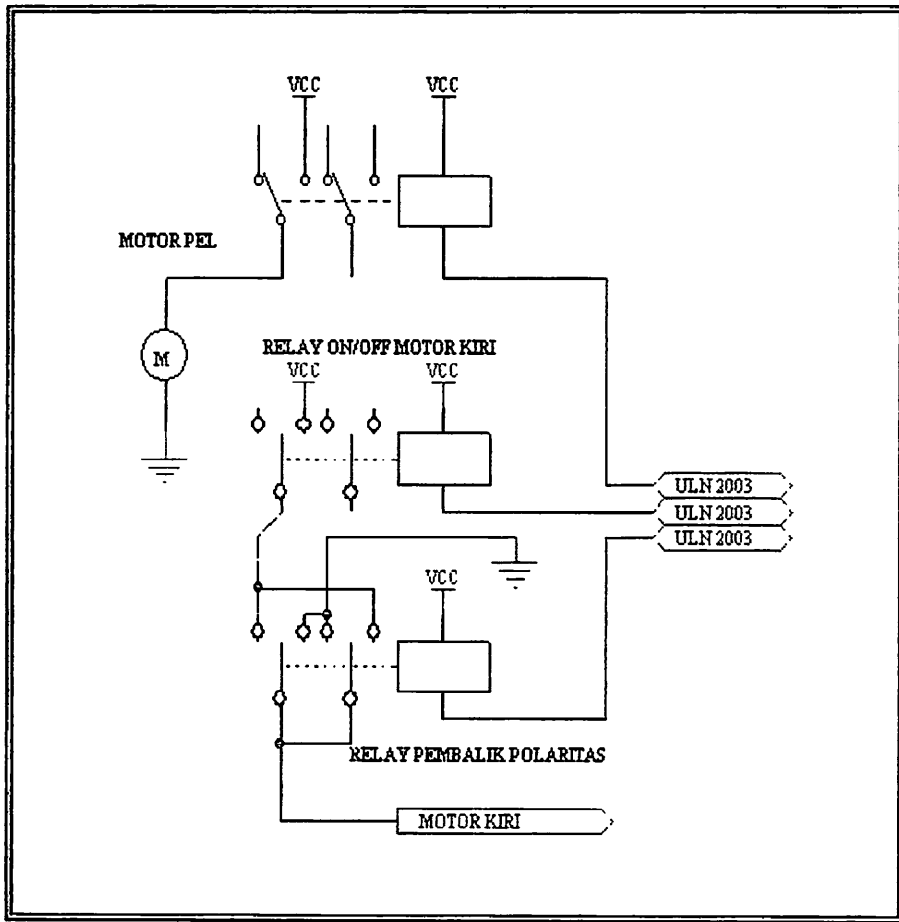 VCC VCC
MOTOR PEL
M
RELAY ON/OFF MOTOR KIRI
VCC VCC
ULN 2003
ULN 2003
ULN 2003
VCC
RELAY PEMBALIK POLARITAS
MOTOR KIRI